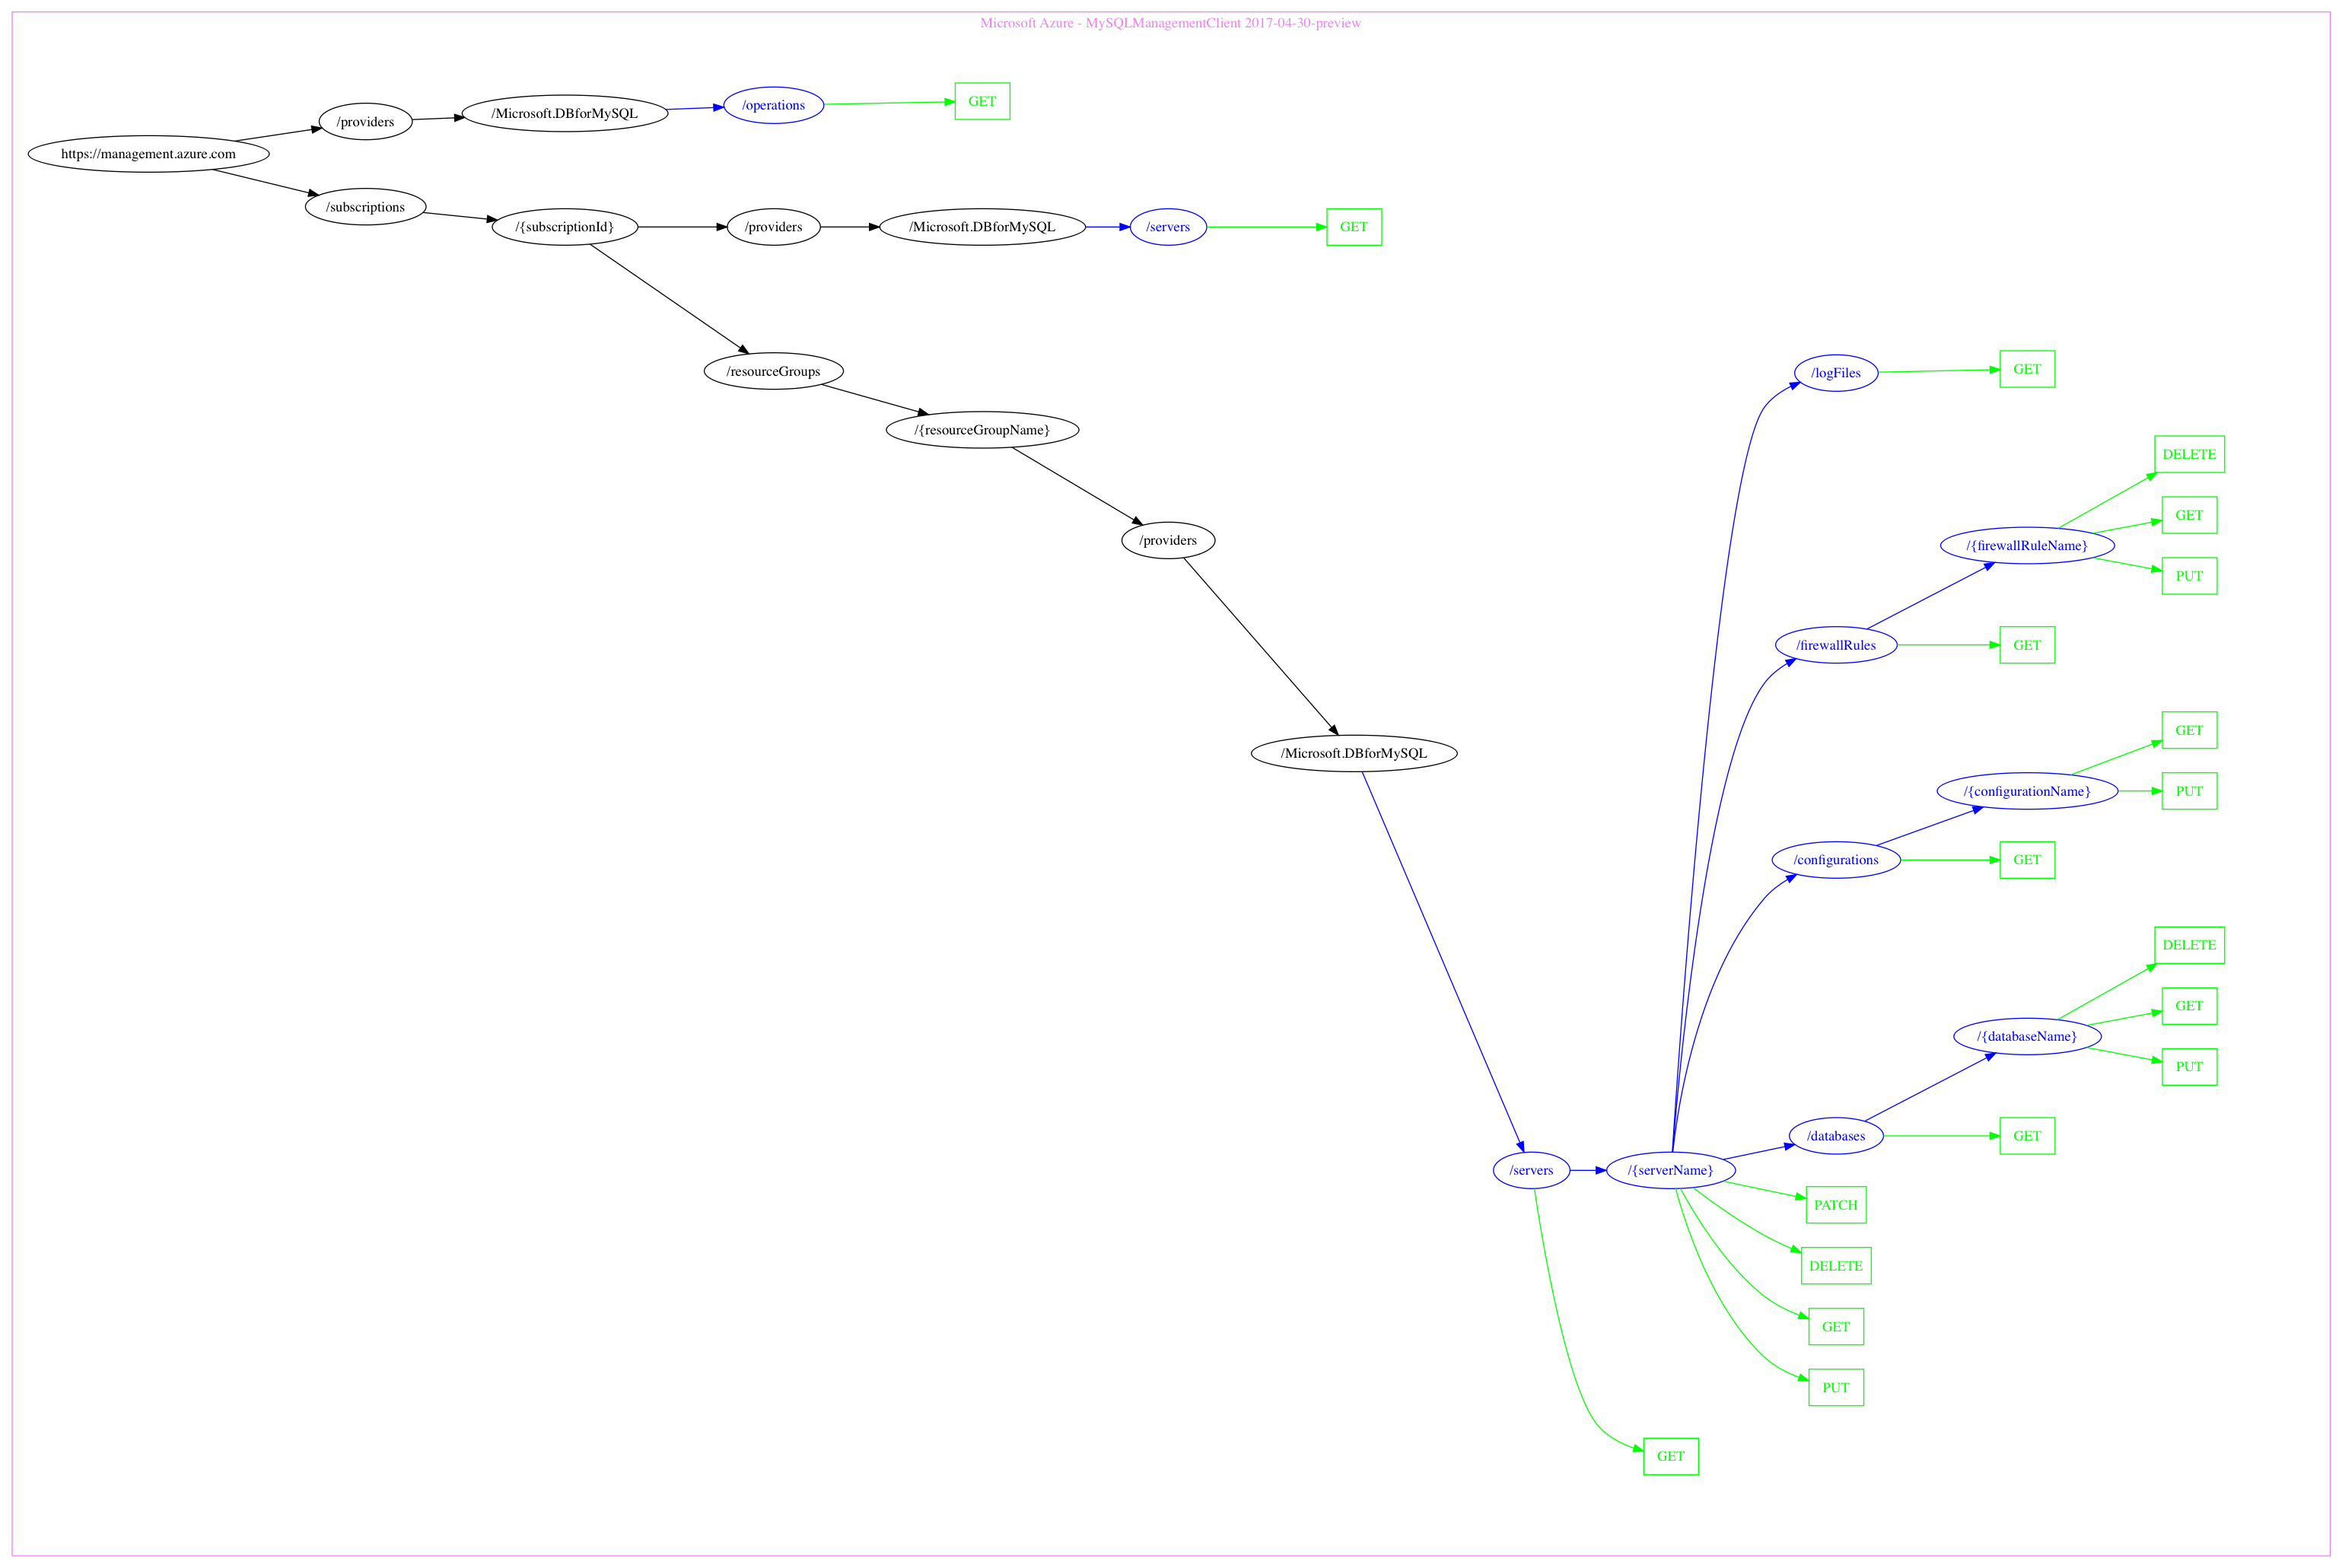 Microsoft Azure - MySQLManagementClient 2017-04-30-preview
https://management.azure.com
/providers
/Microsoft.DBforMySQL
/operations
GET
/subscriptions
/{subscriptionId}
/providers
/Microsoft.DBforMySQL
/servers
GET
/resourceGroups
/{resourceGroupName}
/providers
/Microsoft.DBforMySQL
/servers
/{serverName}
/logFiles
GET
/firewallRules
/{firewallRuleName}
DELETE
GET
PUT
GET
/configurations
/{configurationName}
GET
PUT
GET
/databases
/{databaseName}
DELETE
GET
PUT
GET
PATCH
DELETE
GET
PUT
GET